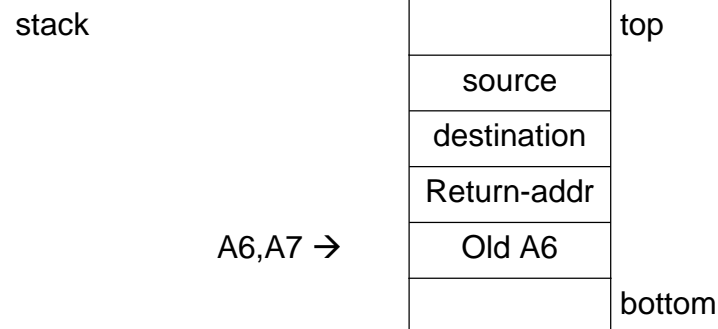 stack
top
source
destination
Return-addr
A6,A7 → Old A6
bottom